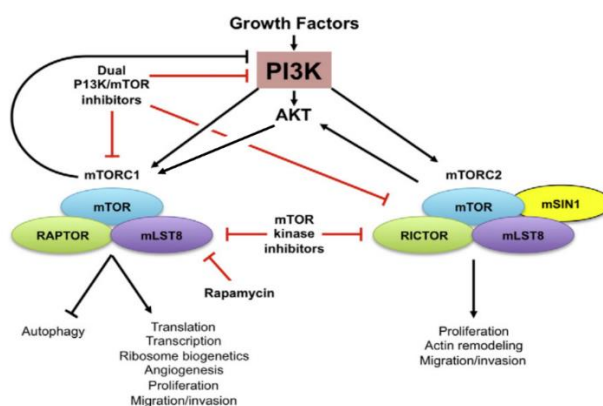 Growth Factors
PI3K
Dual
P13K/mTOR
inhibitors
AKT
mTORC1
mTORC2
mTOR
mTOR
mSIN1
RAPTOR
mLST8
mTOR
kinase
inhibitors
RICTOR
mLST8
Rapamycin
Autophagy
Translation
Transcription
Ribosome biogenetics
Angiogenesis
Proliferation
Migration/invasion
Proliferation
Actin remodeling
Migration/invasion